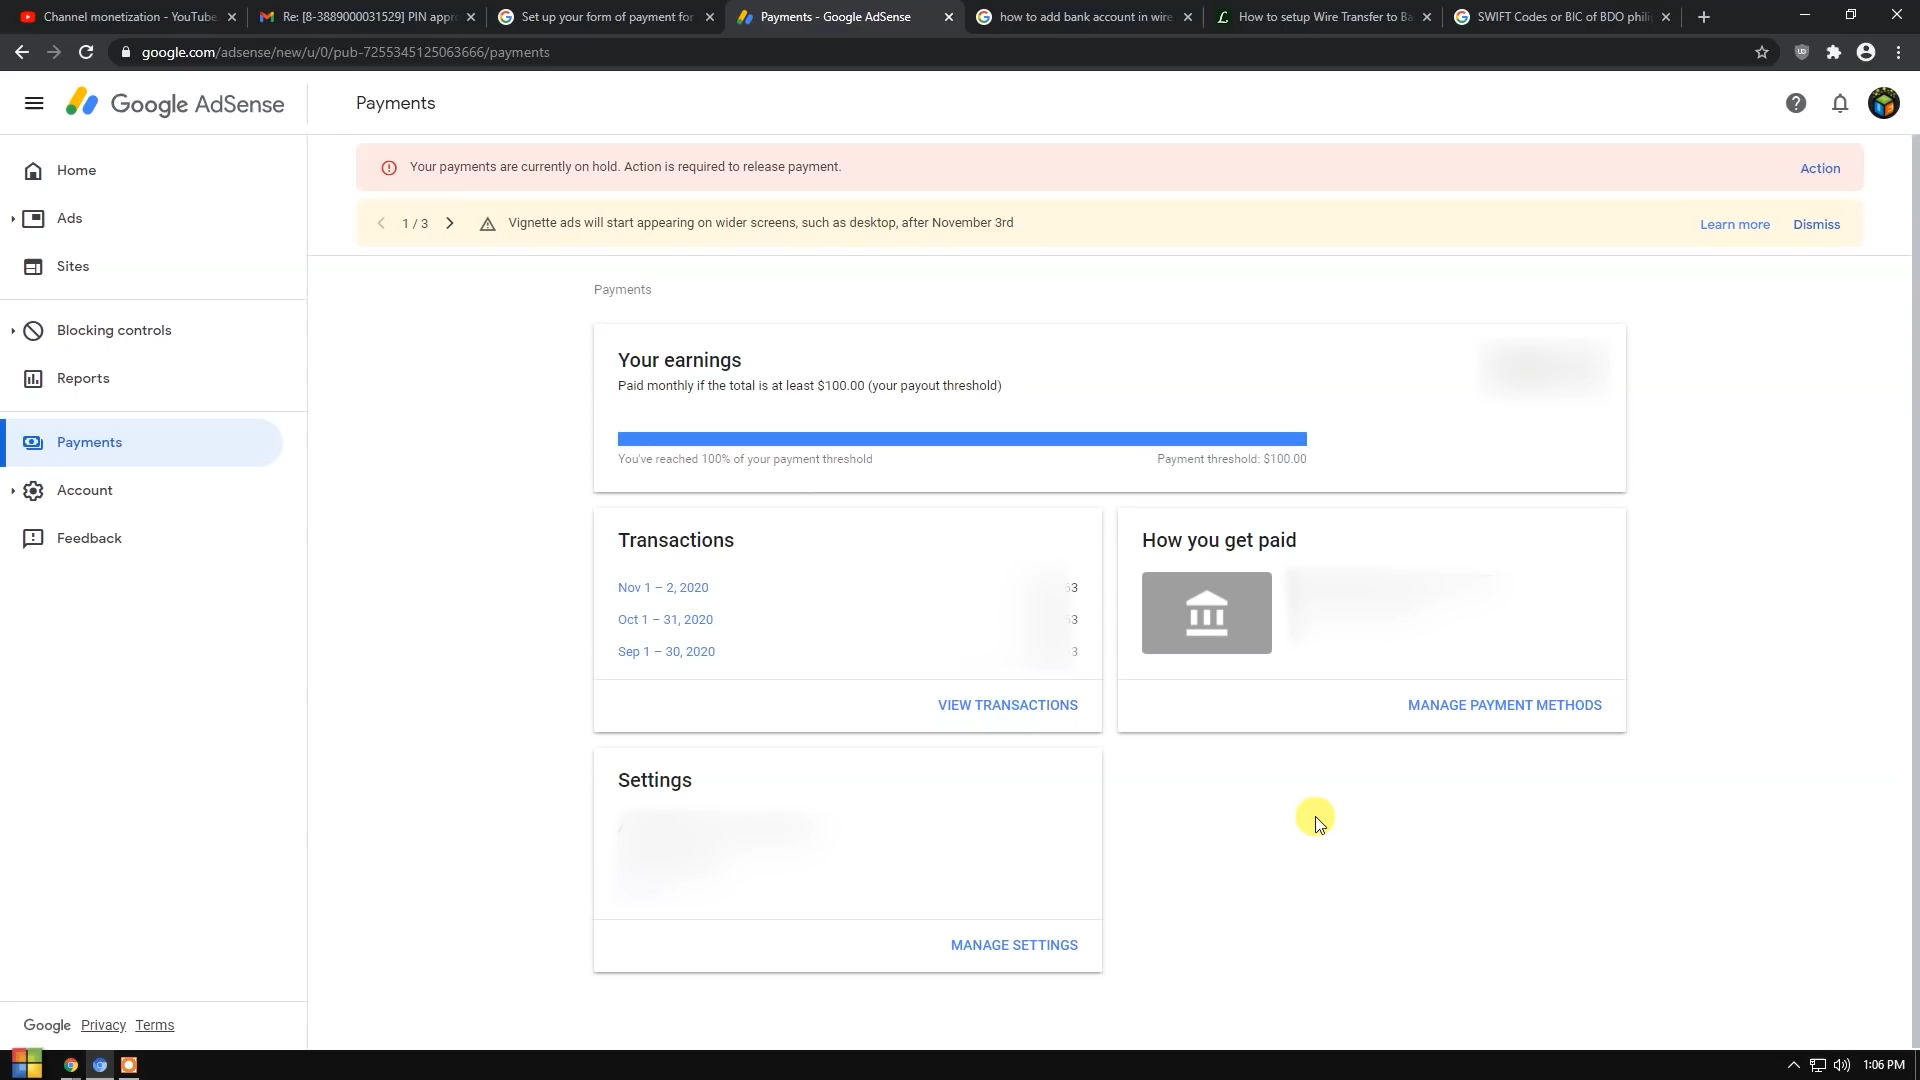 Channel monetization - YouTube
Re: [8-3889000031529] PIN appr
Set up your form of payment for
Payments - Google AdSense
how to add bank account in wire
How to setup Wire Transfer to Ba
SWIFT Codes or BIC of BDO phili
google.com/adsense/new/u/0/pub-7255345125063666/payments
Google AdSense
Payments
Home
Ads
Sites
Blocking controls
Reports
Payments
Account
Feedback
Google Privacy Terms
Your payments are currently on hold. Action is required to release payment.
Action
1 / 3
Vignette ads will start appearing on wider screens, such as desktop, after November 3rd
Learn more
Dismiss
Payments
Your earnings
Paid monthly if the total is at least $100.00 (your payout threshold)
You've reached 100% of your payment threshold
Payment threshold: $100.00
Transactions
Nov 1 – 2, 2020
Oct 1 – 31, 2020
Sep 1 – 30, 2020
VIEW TRANSACTIONS
How you get paid
MANAGE PAYMENT METHODS
Settings
MANAGE SETTINGS
1:06 PM